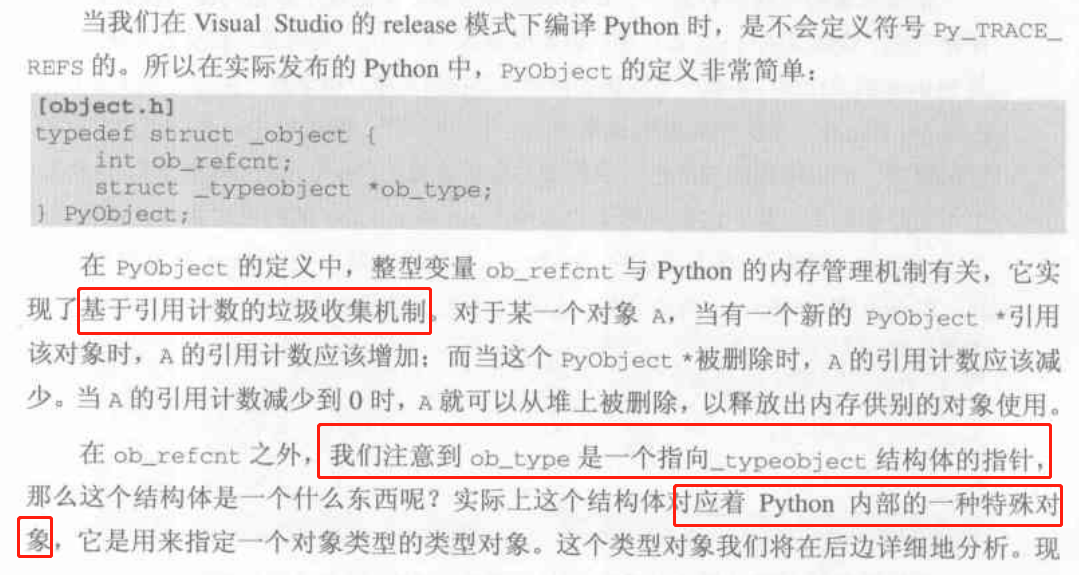 当我们在 Visual Studio 的 release 模式下编译 Python 时，是不会定义符号 Py_TRACE_
REFS 的。所以在实际发布的 Python 中，PyObject 的定义非常简单：
[object.h]
typedef struct _object {
    int ob_refcnt;
    struct _typeobject *ob_type;
} PyObject;
在 PyObject 的定义中，整型变量 ob_refcnt 与 Python 的内存管理机制有关，它实
现了基于引用计数的垃圾收集机制。对于某一个对象 A，当有一个新的 PyObject *引用
该对象时，A 的引用计数应该增加；而当这个 PyObject *被删除时，A 的引用计数应该减
少。当 A 的引用计数减少到 0 时，A 就可以从堆上被删除，以释放出内存供别的对象使用。
在 ob_refcnt 之外，我们注意到 ob_type 是一个指向_typeobject 结构体的指针，
那么这个结构体是一个什么东西呢？实际上这个结构体对应着 Python 内部的一种特殊对
象，它是用来指定一个对象类型的类型对象。这个类型对象我们将在后边详细地分析。现